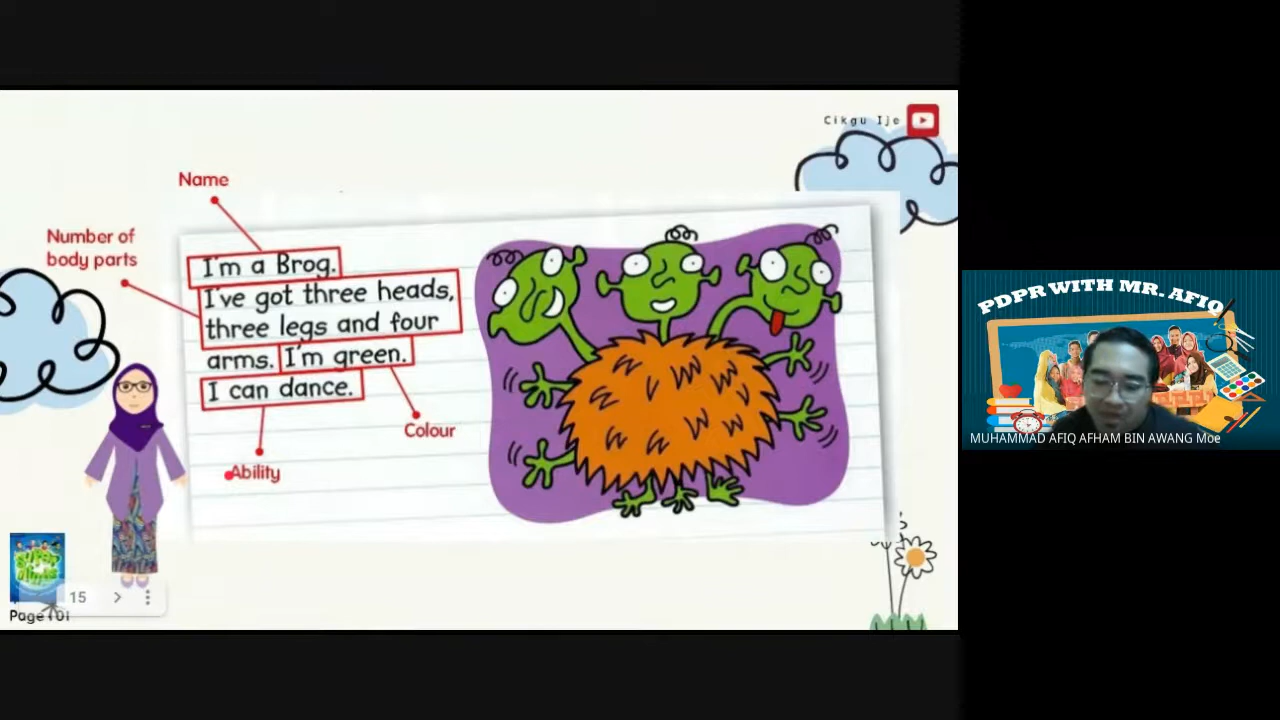 Cikgu Ije
Name
Number of
body parts
I'm a Brog.
I've got three heads,
three legs and four
arms. I'm green.
I can dance.
Colour
Ability
15
PDPR WITH MR. AFIQ
MUHAMMAD AFIQ AFHAM BIN AWANG Moe